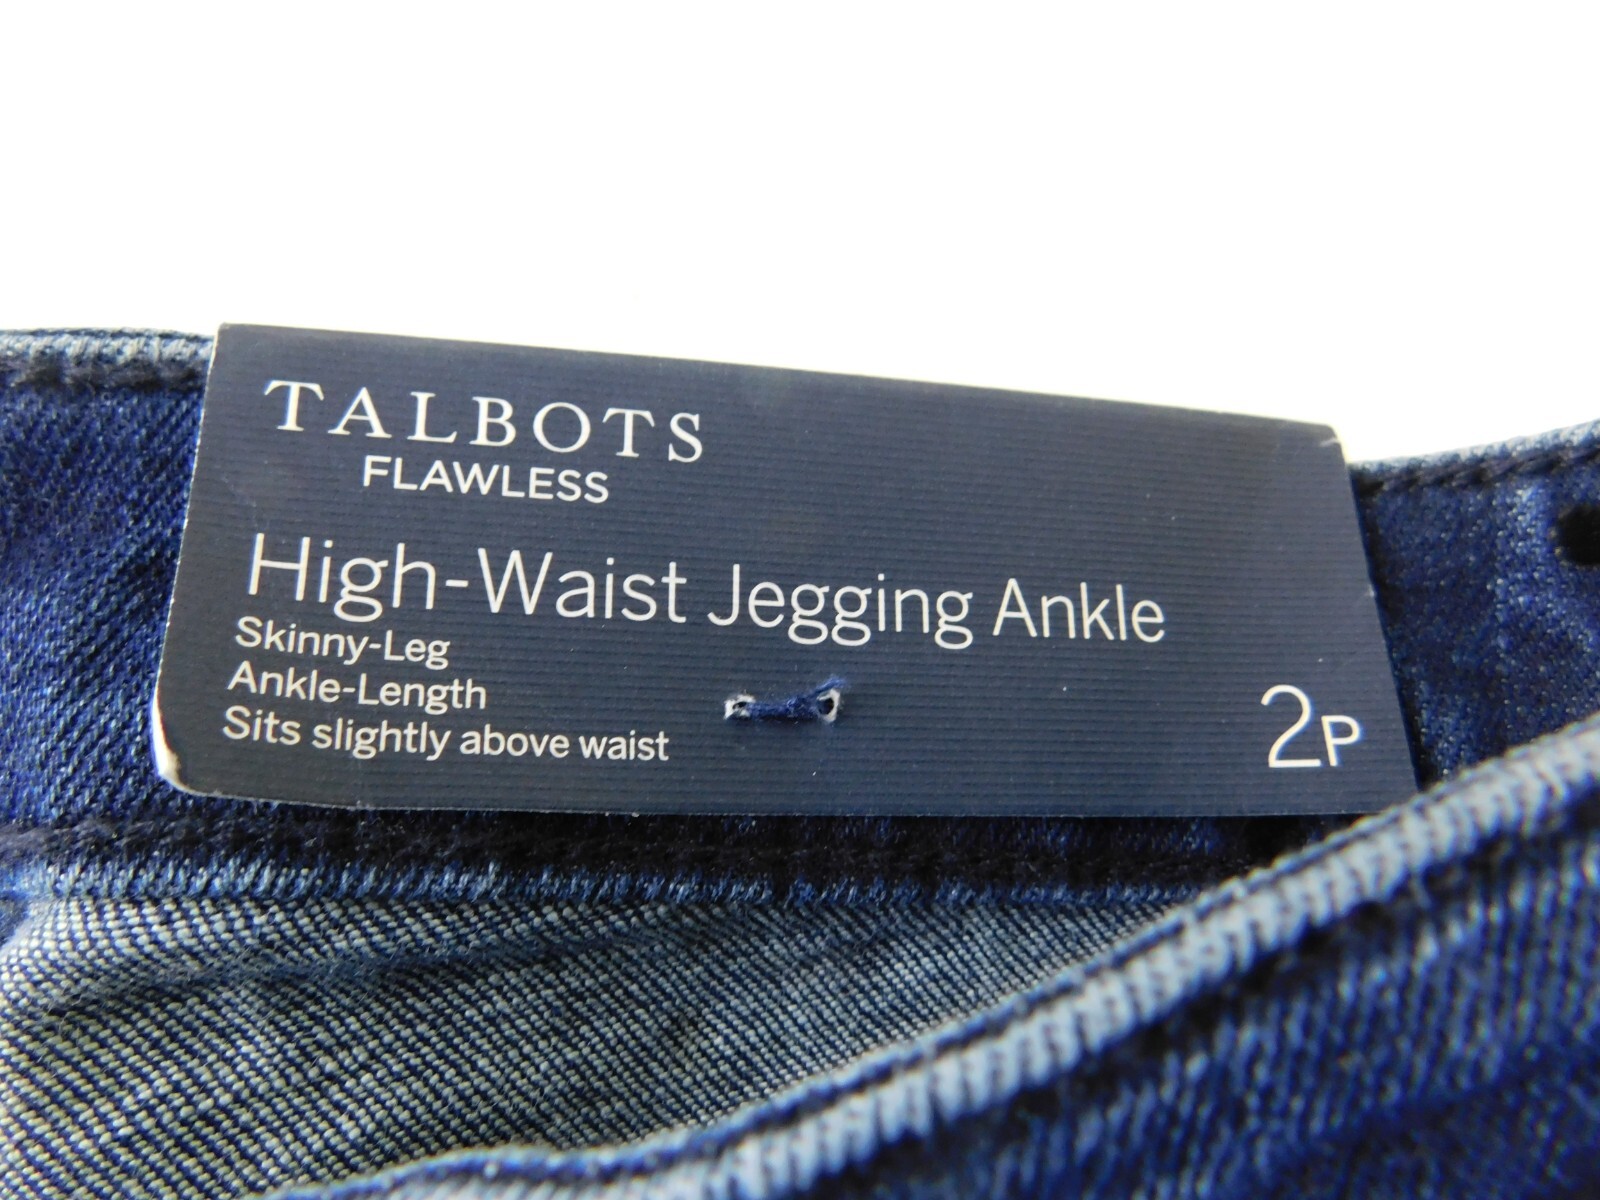 TALBOTS
FLAWLESS
High-Waist Jegging Ankle
Skinny-Leg
Ankle-Length
Sits slightly above waist
2P